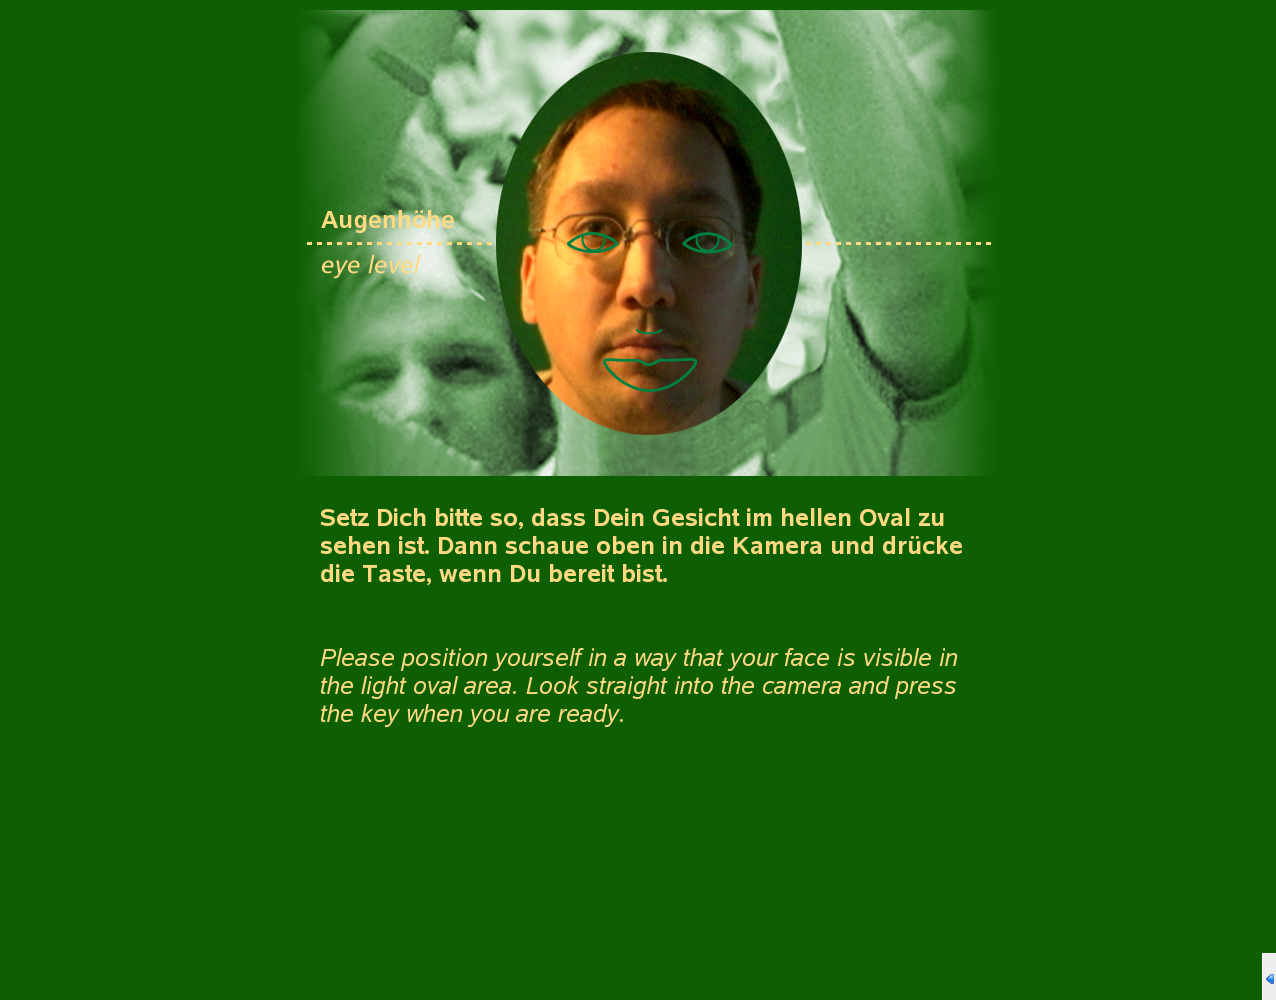 Augenhöhe
eye level
Setz Dich bitte so, dass Dein Gesicht im hellen Oval zu
sehen ist. Dann schaue oben in die Kamera und drücke
die Taste, wenn Du bereit bist.
Please position yourself in a way that your face is visible in
the light oval area. Look straight into the camera and press
the key when you are ready.